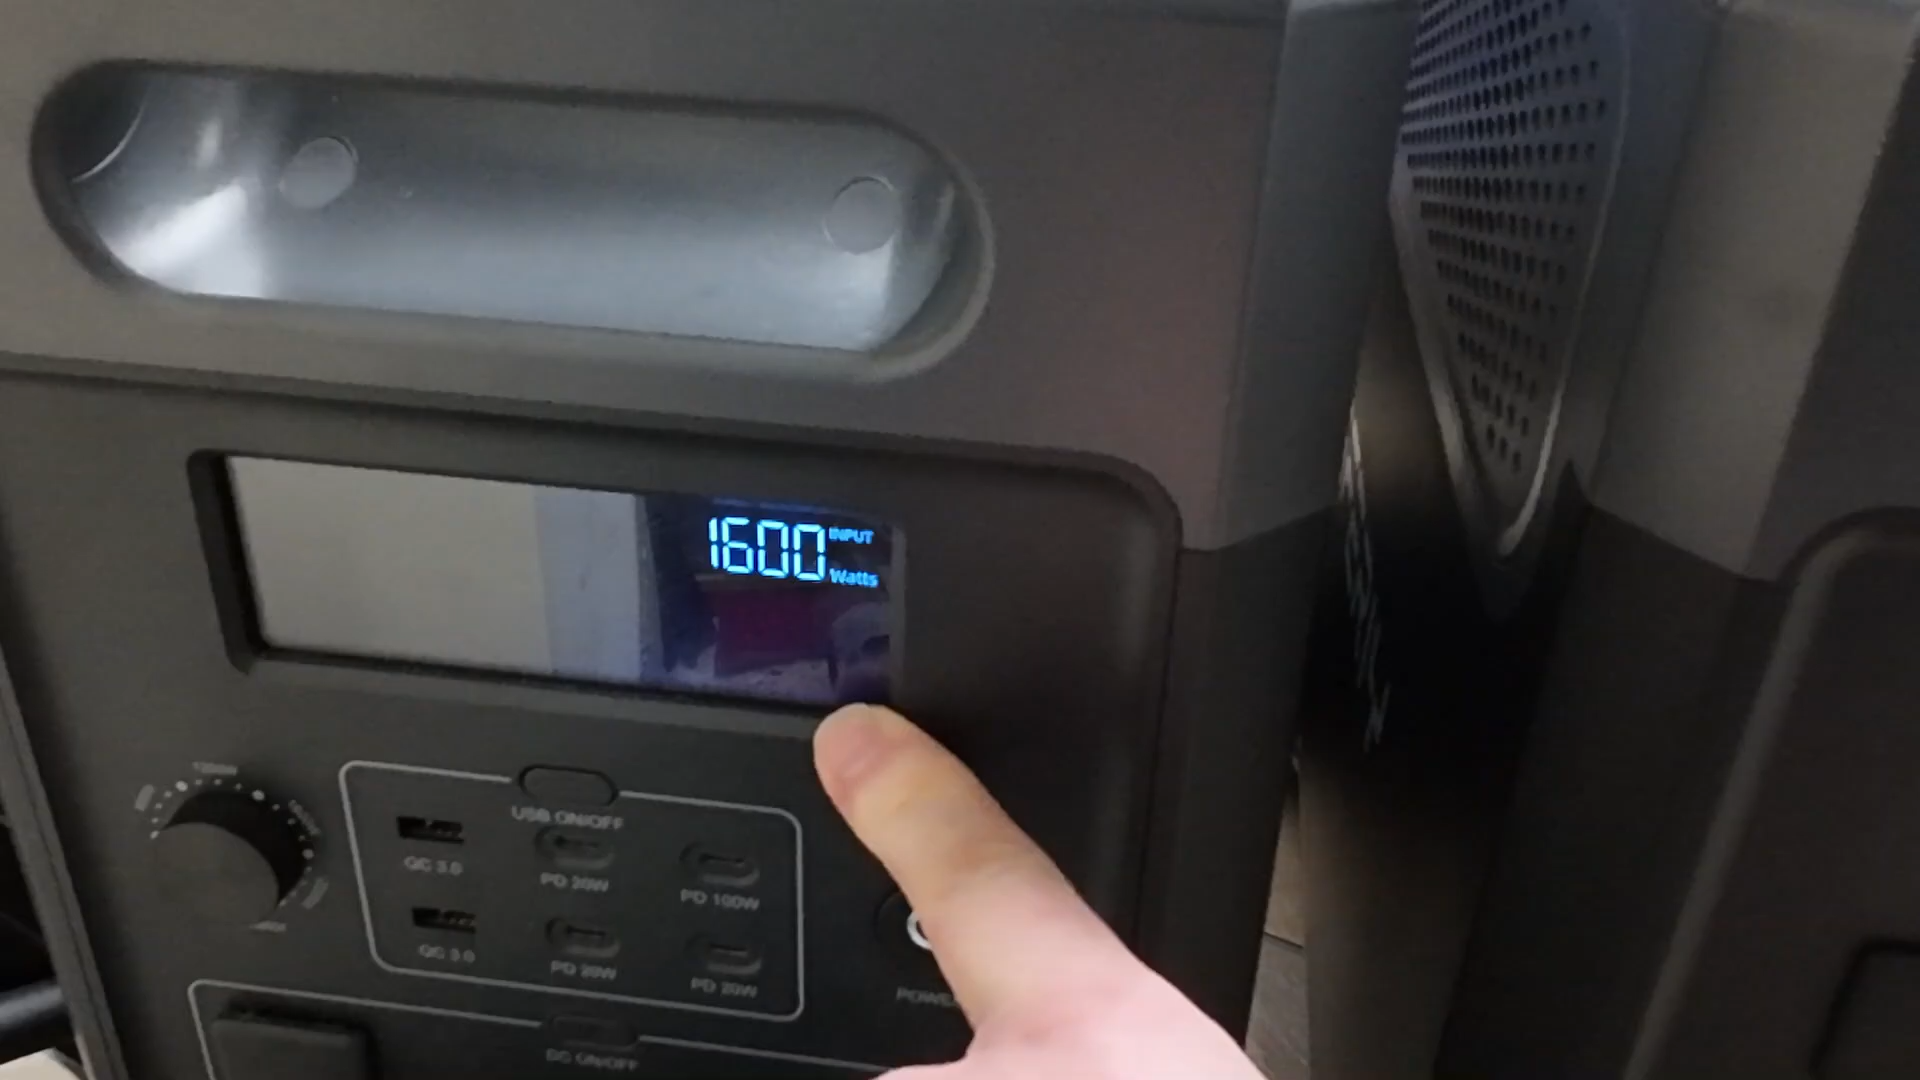 1600 INPUT
Watts
USB ON/OFF
QC 3.0
PD 20W
PD 100W
QC 3.0
PD 20W
PD 20W
DC ON/OFF